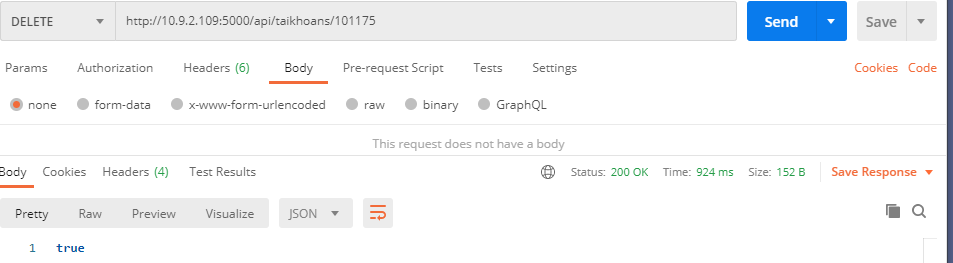 DELETE http://10.9.2.109:5000/api/taikhoans/101175 Send Save
Params Authorization Headers (6) Body Pre-request Script Tests Settings Cookies Code
none form-data x-www-form-urlencoded raw binary GraphQL
This request does not have a body
Body Cookies Headers (4) Test Results Status: 200 OK Time: 924 ms Size: 152 B Save Response
Pretty Raw Preview Visualize JSON
1 true